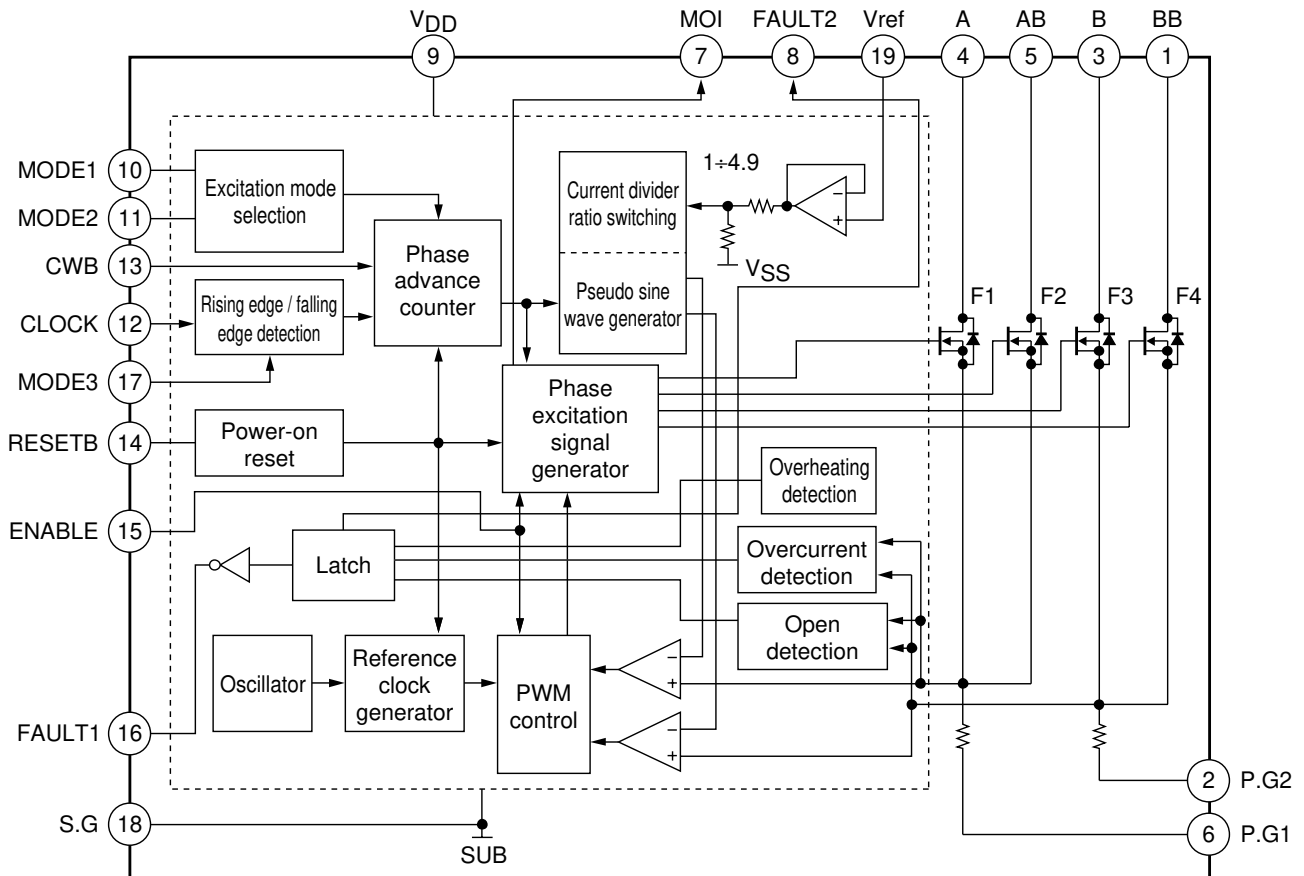 VDD
MOI
FAULT2
Vref
A
AB
B
BB
9
7
8
19
4
5
3
1
MODE1
10
MODE2
11
CWB
13
CLOCK
12
MODE3
17
RESETB
14
ENABLE
15
FAULT1
16
S.G
18
Excitation mode
selection
Phase
advance
counter
Rising edge / falling
edge detection
Power-on
reset
Current divider
ratio switching
Pseudo sine
wave generator
1÷4.9
−
+
VSS
F1
F2
F3
F4
Phase
excitation
signal
generator
Overheating
detection
Latch
Overcurrent
detection
Open
detection
Oscillator
Reference
clock
generator
PWM
control
−
+
−
+
SUB
2
P.G2
6
P.G1